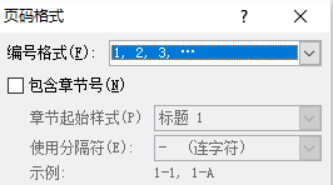 页码格式 ? ×
编号格式(F): 1, 2, 3, …
包含章节号(N)
章节起始样式(P) 标题 1
使用分隔符(E): - (连字符)
示例: 1-1, 1-A